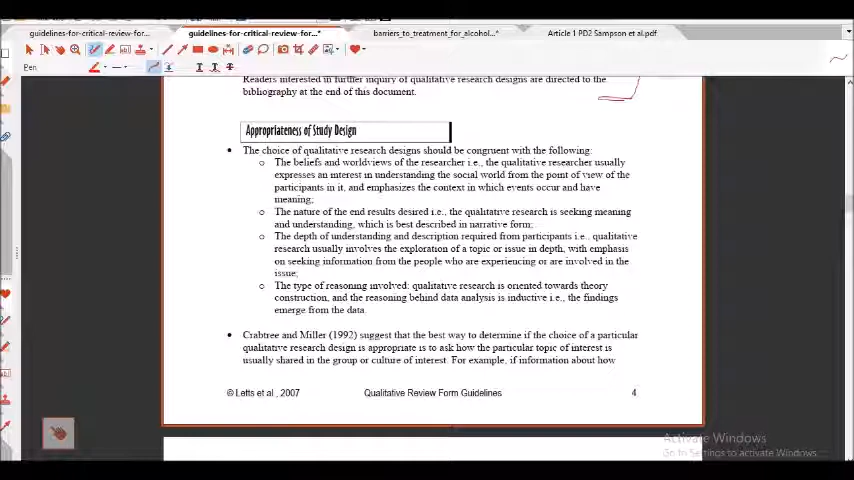 guidelines-for-critical-review-for...
guidelines-for-critical-review-for...*
barriers_to_treatment_for_alcohol...*
Article 1 PD2 Sampson et al.pdf
Pen
Readers interested in further inquiry of qualitative research designs are directed to the
bibliography at the end of this document.
Appropriateness of Study Design
• The choice of qualitative research designs should be congruent with the following:
o The beliefs and worldviews of the researcher i.e., the qualitative researcher usually
expresses an interest in understanding the social world from the point of view of the
participants in it, and emphasizes the context in which events occur and have
meaning;
o The nature of the end results desired i.e., the qualitative research is seeking meaning
and understanding, which is best described in narrative form;
o The depth of understanding and description required from participants i.e., qualitative
research usually involves the exploration of a topic or issue in depth, with emphasis
on seeking information from the people who are experiencing or are involved in the
issue;
o The type of reasoning involved: qualitative research is oriented towards theory
construction, and the reasoning behind data analysis is inductive i.e., the findings
emerge from the data.
• Crabtree and Miller (1992) suggest that the best way to determine if the choice of a particular
qualitative research design is appropriate is to ask how the particular topic of interest is
usually shared in the group or culture of interest. For example, if information about how
© Letts et al., 2007
Qualitative Review Form Guidelines
4
Activate Windows
Go to Settings to activate Windows.